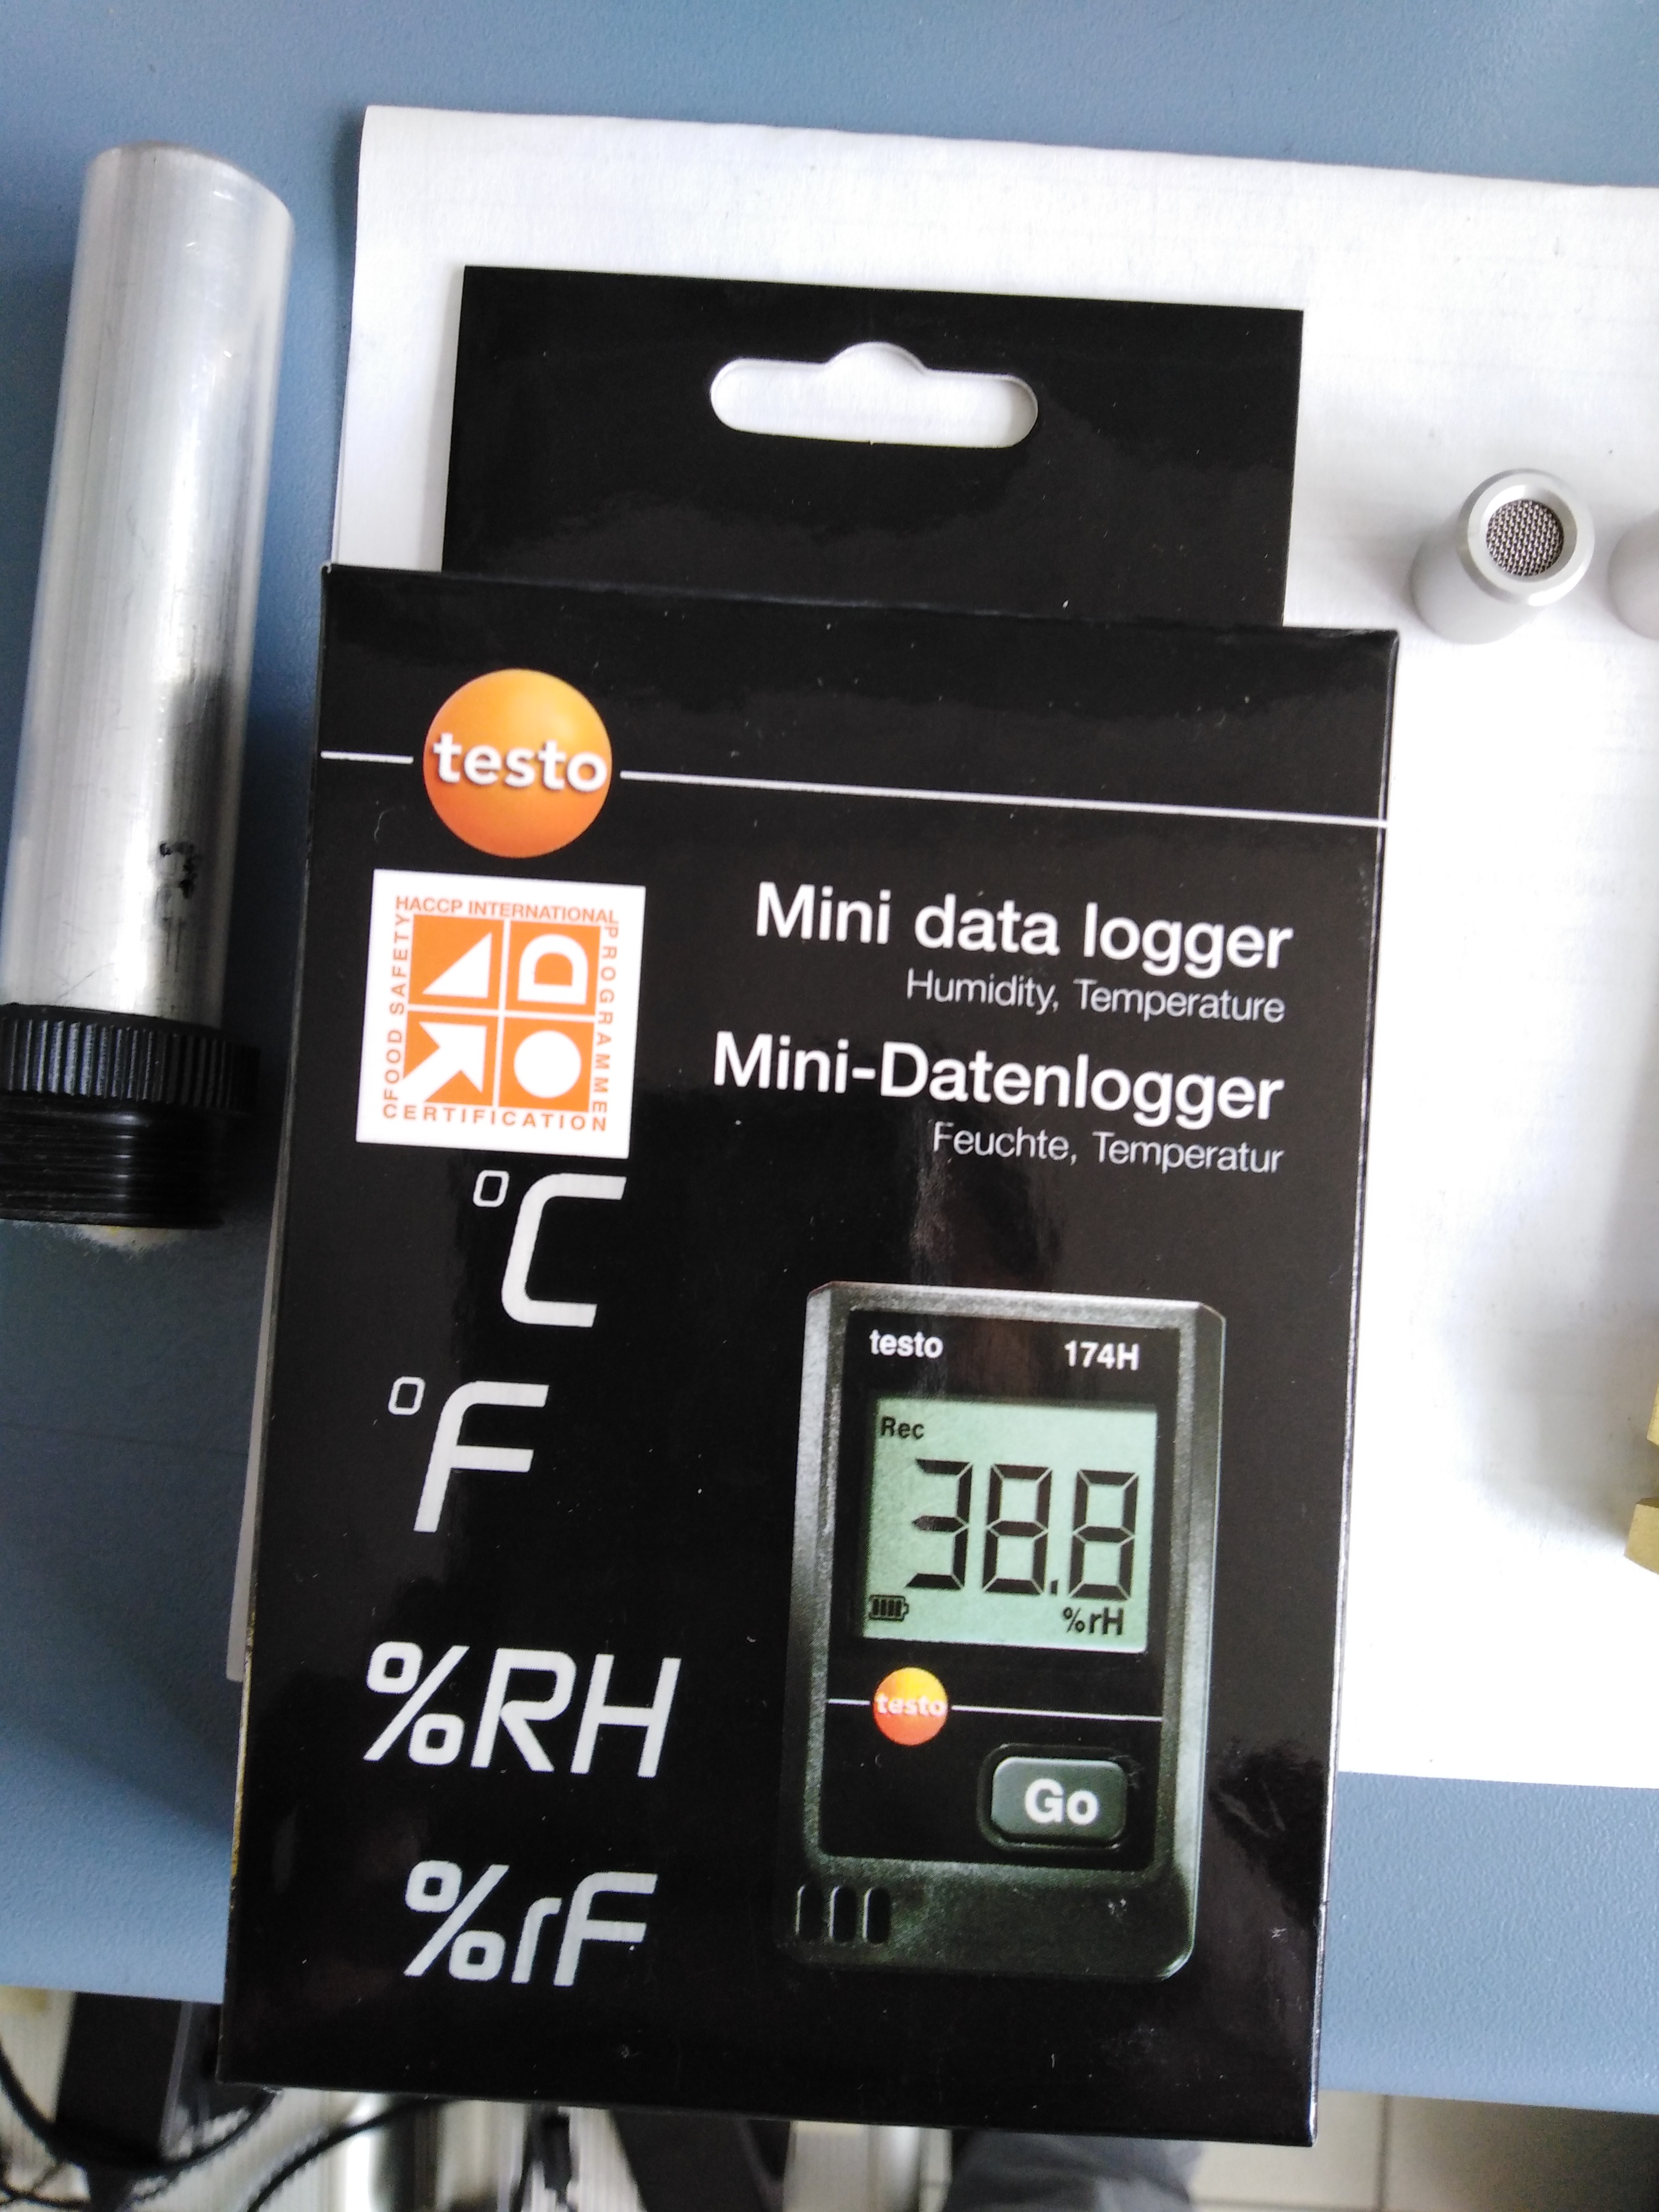 testo
HACCP INTERNATIONAL
FOOD SAFETY
PROGRAMME
CERTIFICATION
Mini data logger
Humidity, Temperature
Mini-Datenlogger
Feuchte, Temperatur
°C
°F
%RH
%rF
testo 174H
Rec
38.8
%rH
testo
Go